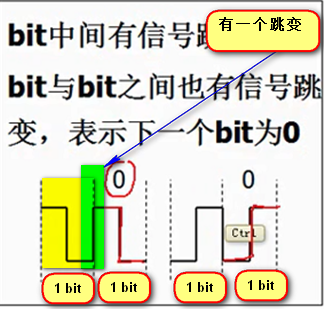 有一个跳变
bit中间有信号跳
bit与bit之间也有信号跳
变，表示下一个bit为0
0 0
Ctrl
1 bit 1 bit 1 bit 1 bit